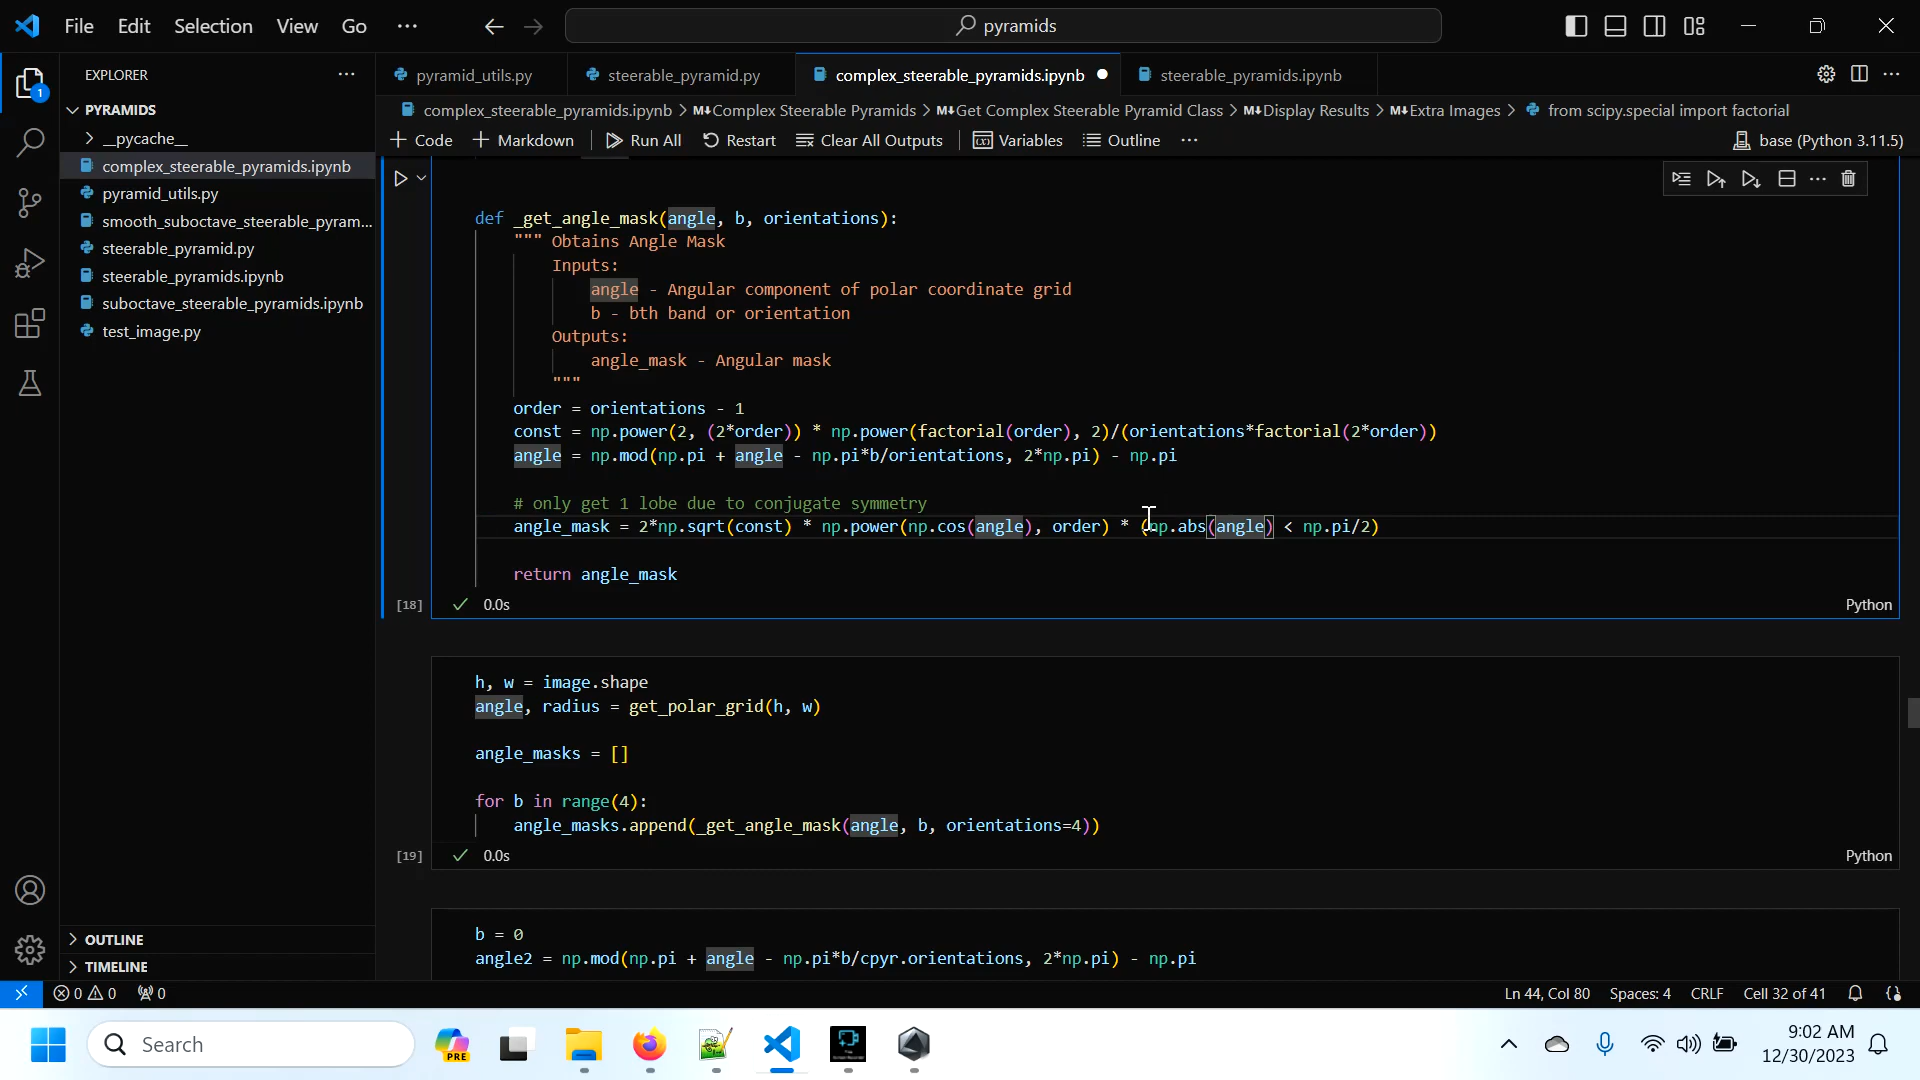 File Edit Selection View Go ···
pyramids
EXPLORER
PYRAMIDS
__pycache__
complex_steerable_pyramids.ipynb
pyramid_utils.py
smooth_suboctave_steerable_pyram...
steerable_pyramid.py
steerable_pyramids.ipynb
suboctave_steerable_pyramids.ipynb
test_image.py
OUTLINE
TIMELINE
1
pyramid_utils.py steerable_pyramid.py complex_steerable_pyramids.ipynb steerable_pyramids.ipynb
complex_steerable_pyramids.ipynb > M↓Complex Steerable Pyramids > M↓Get Complex Steerable Pyramid Class > M↓Display Results > M↓Extra Images > from scipy.special import factorial
+ Code + Markdown Run All Restart Clear All Outputs Variables Outline ··· base (Python 3.11.5)
def _get_angle_mask(angle, b, orientations):
""" Obtains Angle Mask
Inputs:
angle - Angular component of polar coordinate grid
b - bth band or orientation
Outputs:
angle_mask - Angular mask
"""
order = orientations - 1
const = np.power(2, (2*order)) * np.power(factorial(order), 2)/(orientations*factorial(2*order))
angle = np.mod(np.pi + angle - np.pi*b/orientations, 2*np.pi) - np.pi
# only get 1 lobe due to conjugate symmetry
angle_mask = 2*np.sqrt(const) * np.power(np.cos(angle), order) * (np.abs(angle) < np.pi/2)
return angle_mask
[18] 0.0s Python
h, w = image.shape
angle, radius = get_polar_grid(h, w)
angle_masks = []
for b in range(4):
angle_masks.append(_get_angle_mask(angle, b, orientations=4))
[19] 0.0s Python
b = 0
angle2 = np.mod(np.pi + angle - np.pi*b/cpyr.orientations, 2*np.pi) - np.pi
0 0 0 Ln 44, Col 80 Spaces: 4 CRLF Cell 32 of 41
Search PRE 9:02 AM
12/30/2023